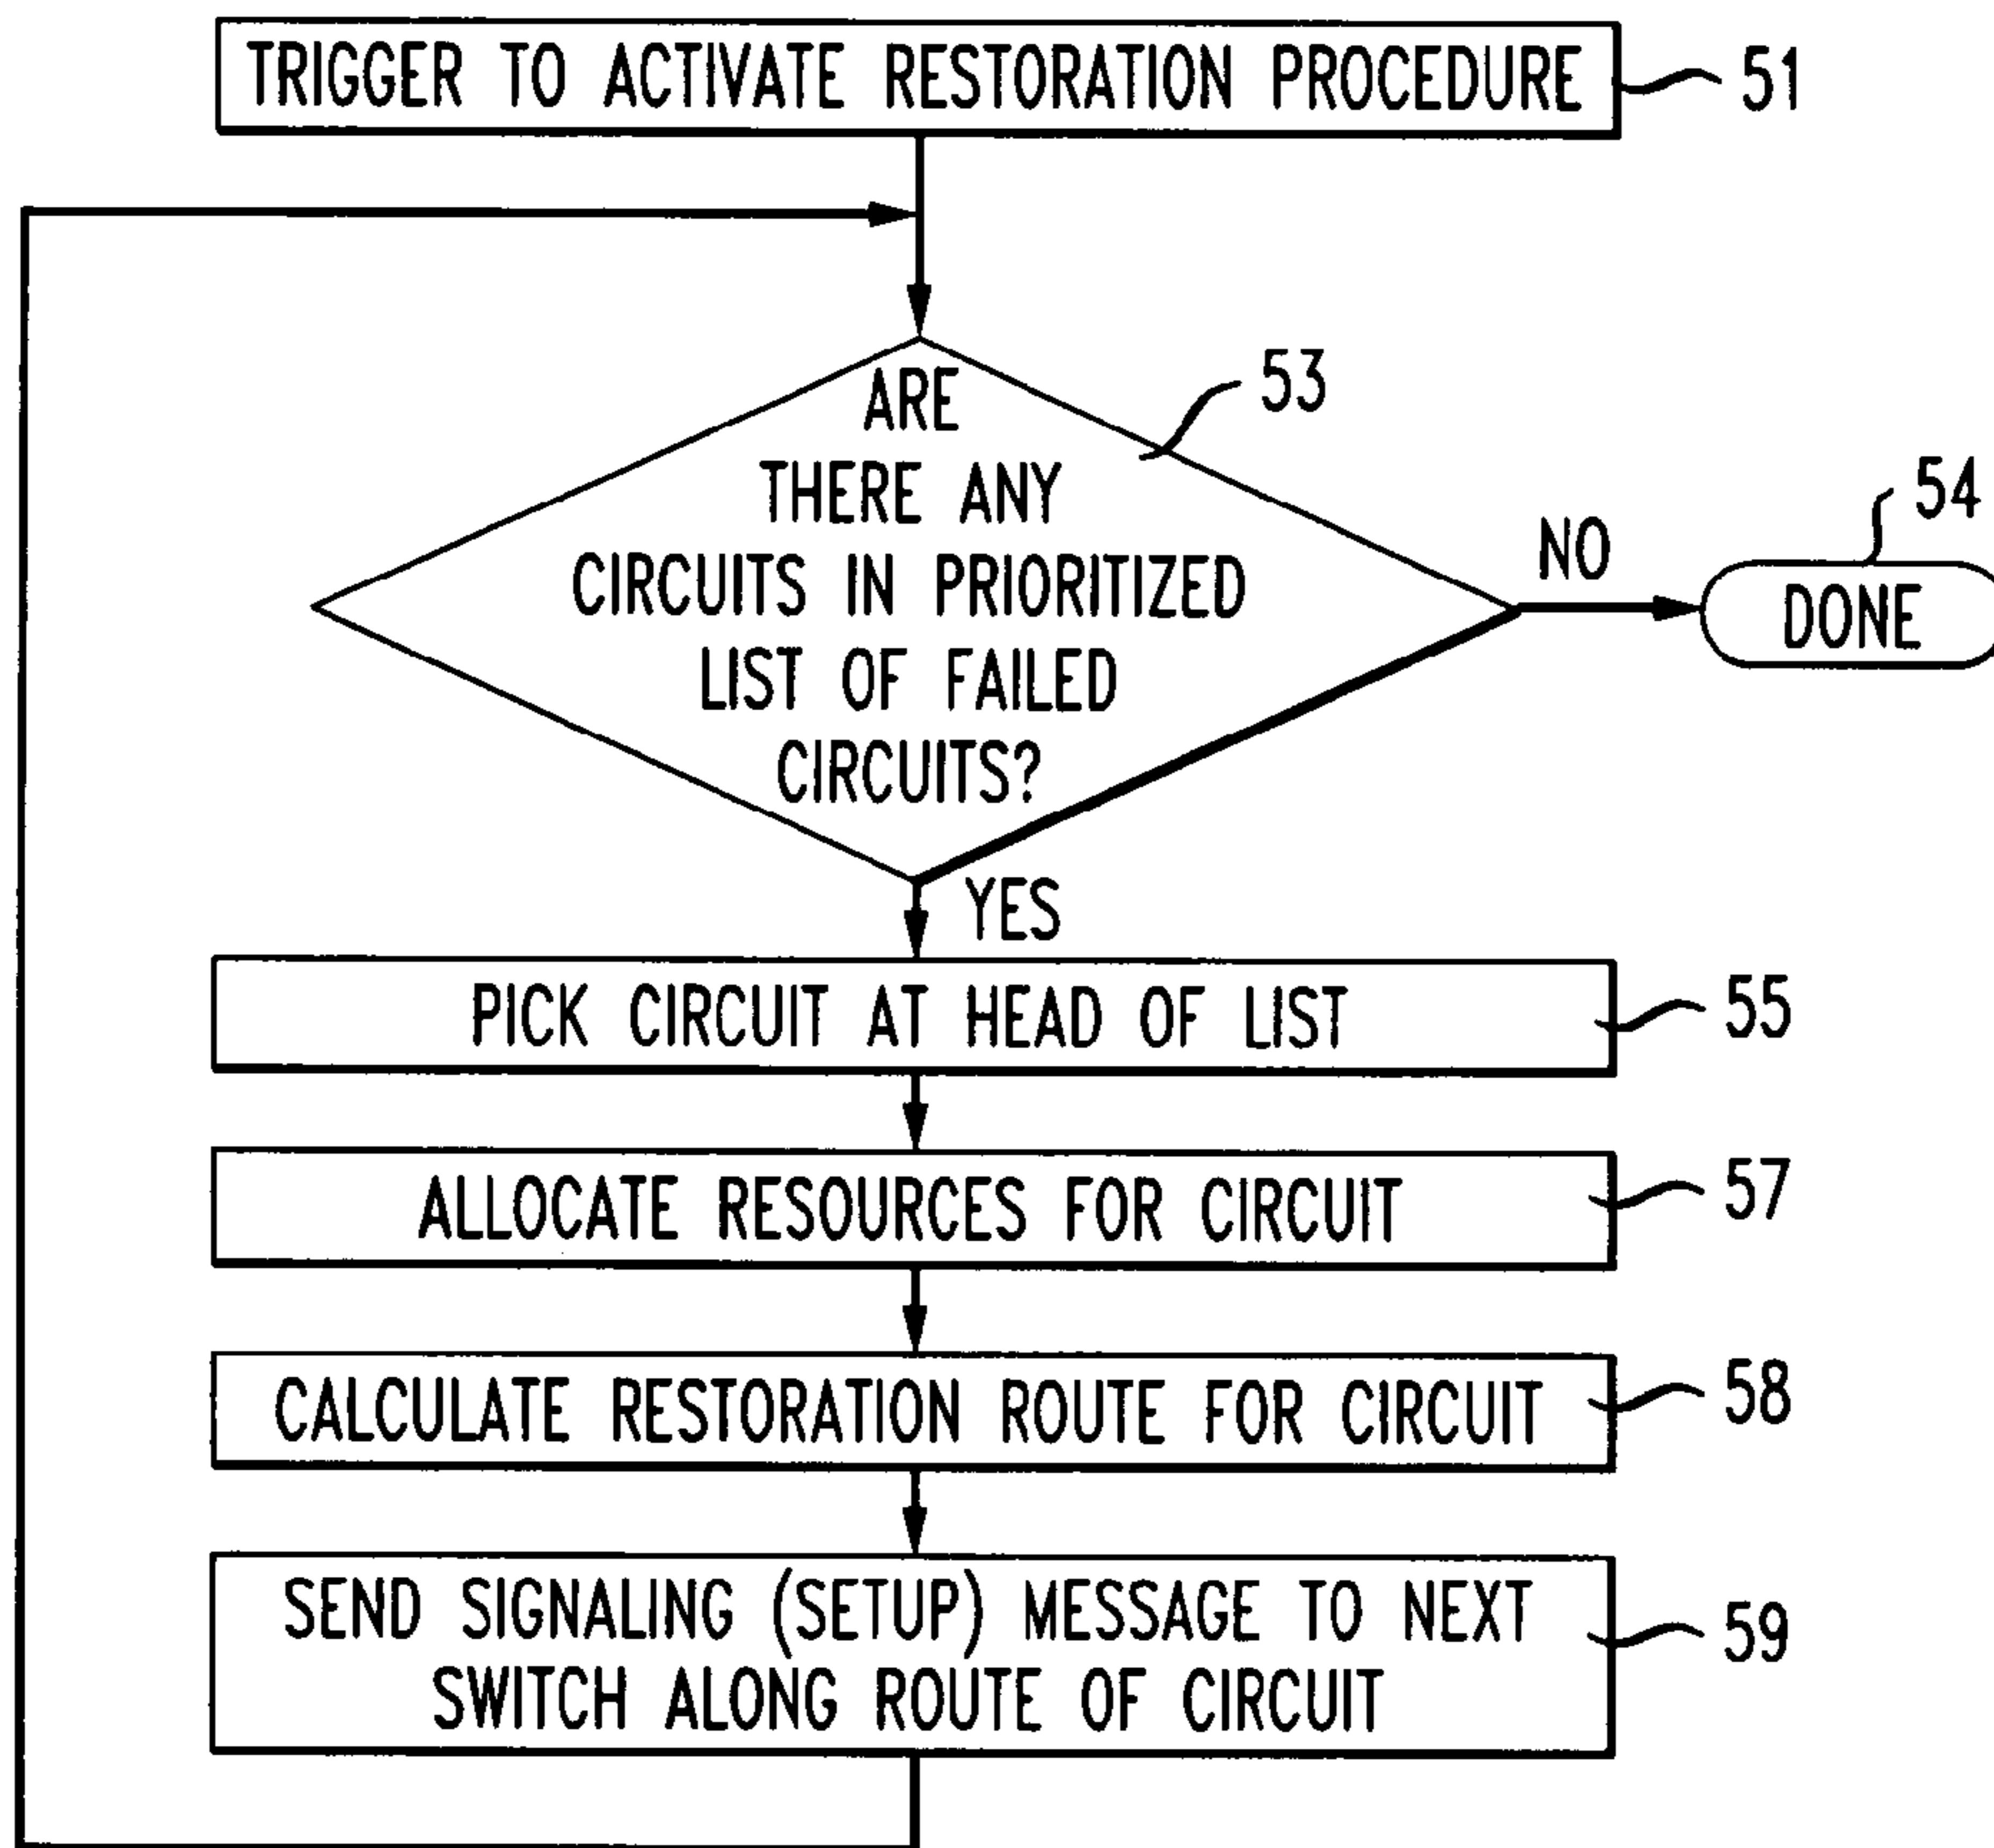 TRIGGER TO ACTIVATE RESTORATION PROCEDURE
51
ARE
THERE ANY
CIRCUITS IN PRIORITIZED
LIST OF FAILED
CIRCUITS?
53
NO
54
DONE
YES
PICK CIRCUIT AT HEAD OF LIST
55
ALLOCATE RESOURCES FOR CIRCUIT
57
CALCULATE RESTORATION ROUTE FOR CIRCUIT
58
SEND SIGNALING (SETUP) MESSAGE TO NEXT
SWITCH ALONG ROUTE OF CIRCUIT
59